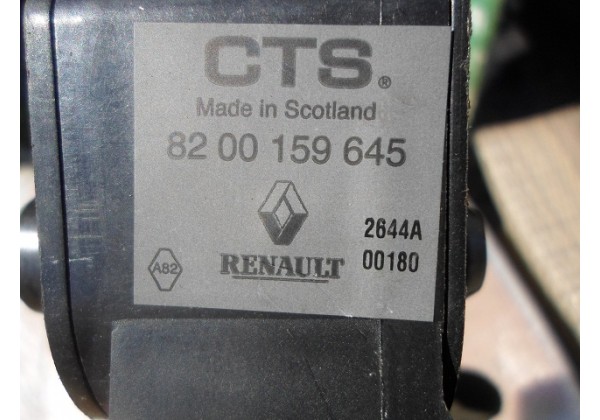 CTS®
Made in Scotland
82 00 159 645
2644A
A82
RENAULT 00180